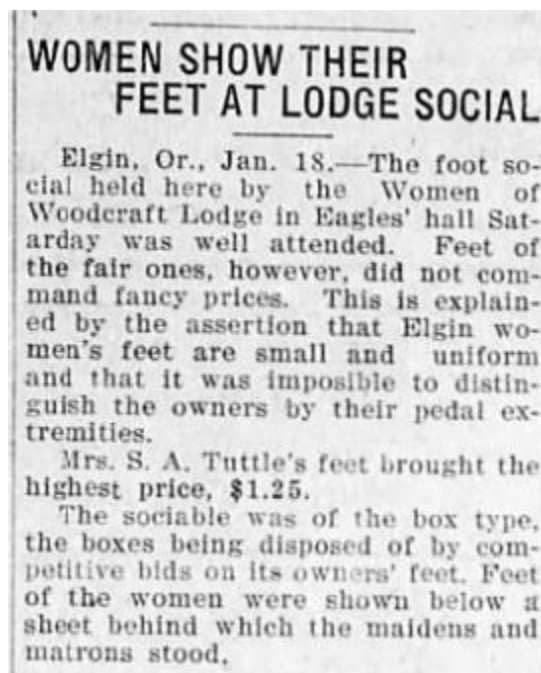 WOMEN SHOW THEIR
FEET AT LODGE SOCIAL
Elgin, Or., Jan. 18.—The foot so-
cial held here by the Women of
Woodcraft Lodge in Eagles' hall Sat-
arday was well attended. Feet of
the fair ones, however, did not com-
mand fancy prices. This is explain-
ed by the assertion that Elgin wo-
men's feet are small and uniform
and that it was imposible to distin-
guish the owners by their pedal ex-
tremities.
Mrs. S. A. Tuttle's feet brought the
highest price, $1.25.
The sociable was of the box type,
the boxes being disposed of by com-
petitive bids on its owners' feet. Feet
of the women were shown below a
sheet behind which the maidens and
matrons stood.